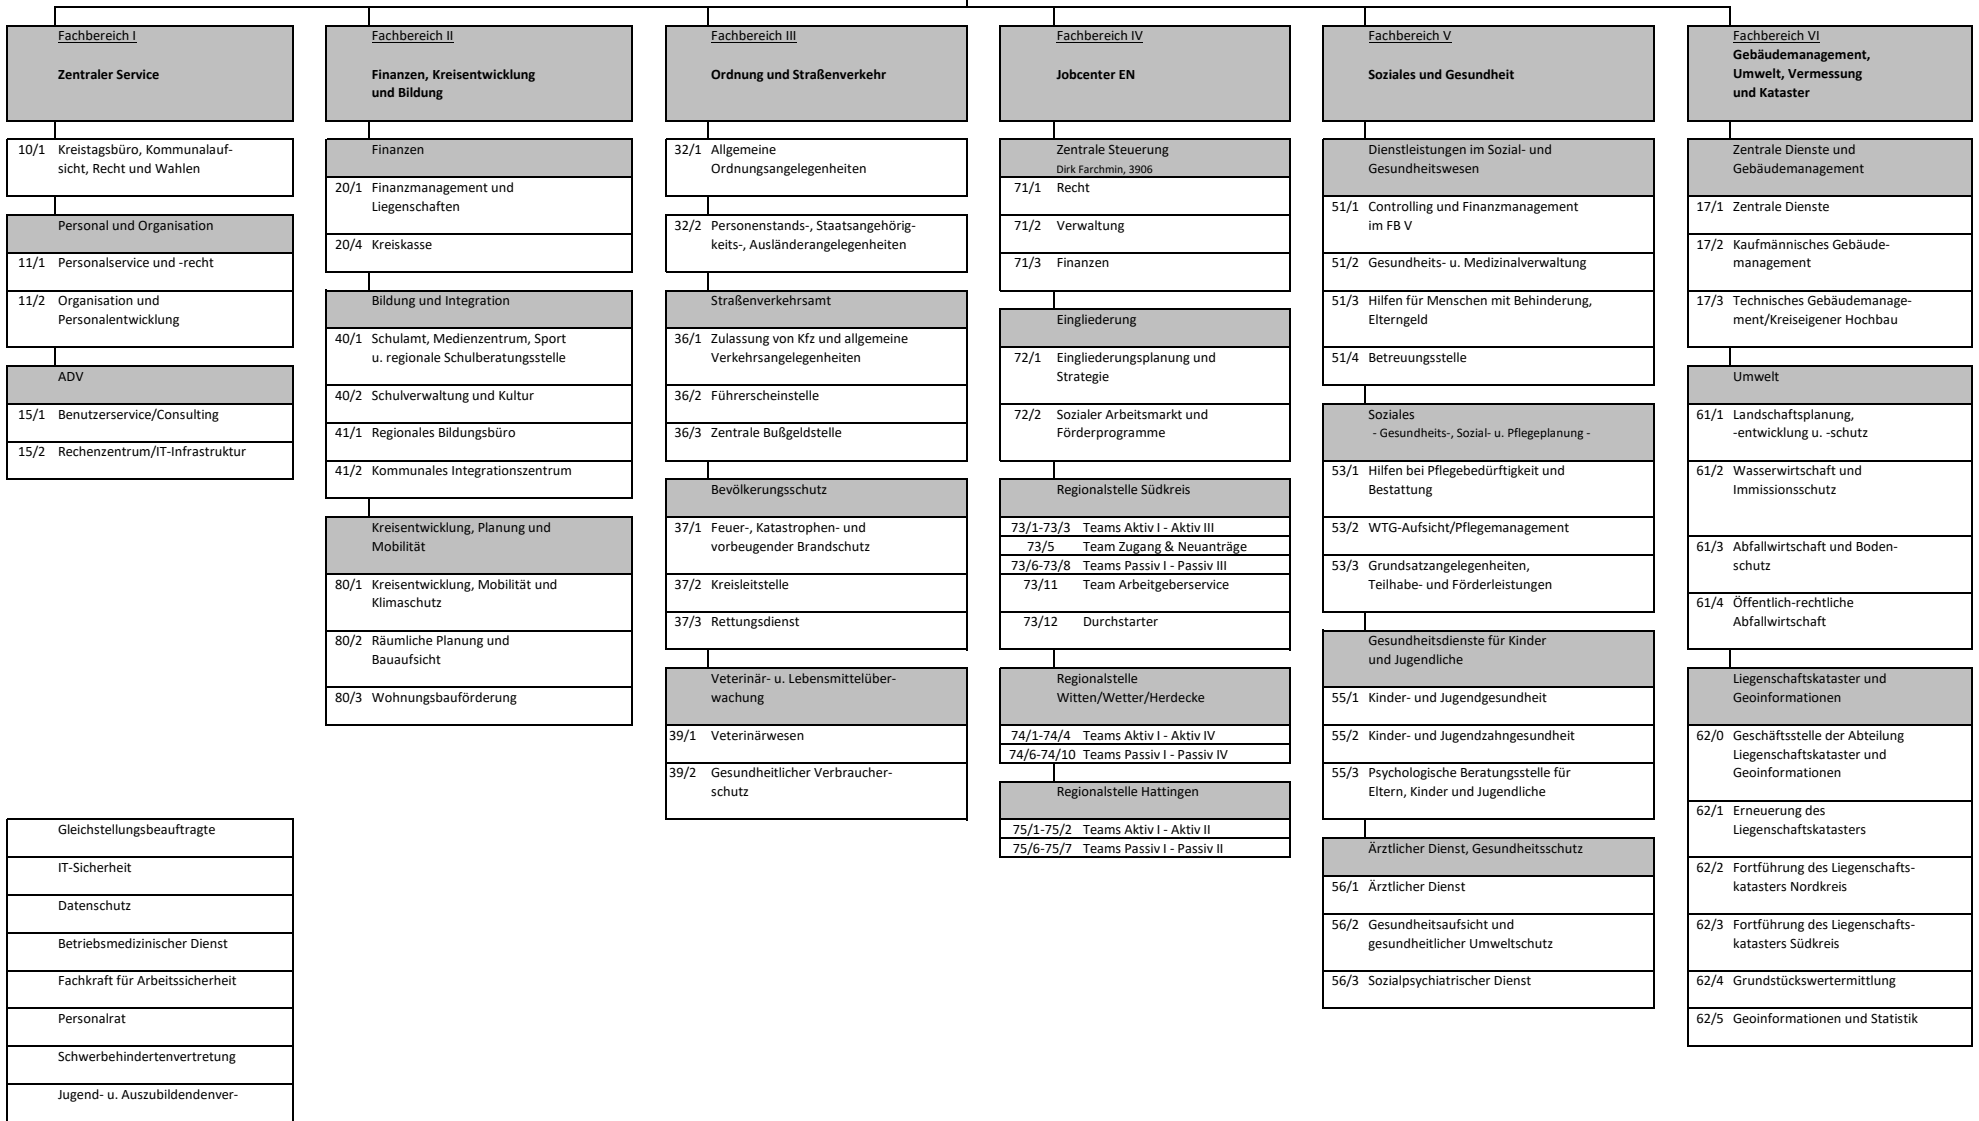 Fachbereich I
Zentraler Service
10/1 Kreistagsbüro, Kommunalauf-
sicht, Recht und Wahlen
Personal und Organisation
11/1 Personalservice und -recht
11/2 Organisation und
Personalentwicklung
ADV
15/1 Benutzerservice/Consulting
15/2 Rechenzentrum/IT-Infrastruktur
Gleichstellungsbeauftragte
IT-Sicherheit
Datenschutz
Betriebsmedizinischer Dienst
Fachkraft für Arbeitssicherheit
Personalrat
Schwerbehindertenvertretung
Jugend- u. Auszubildendenver-
Fachbereich II
Finanzen, Kreisentwicklung
und Bildung
Finanzen
20/1 Finanzmanagement und
Liegenschaften
20/4 Kreiskasse
Bildung und Integration
40/1 Schulamt, Medienzentrum, Sport
u. regionale Schulberatungsstelle
40/2 Schulverwaltung und Kultur
41/1 Regionales Bildungsbüro
41/2 Kommunales Integrationszentrum
Kreisentwicklung, Planung und
Mobilität
80/1 Kreisentwicklung, Mobilität und
Klimaschutz
80/2 Räumliche Planung und
Bauaufsicht
80/3 Wohnungsbauförderung
Fachbereich III
Ordnung und Straßenverkehr
32/1 Allgemeine
Ordnungsangelegenheiten
32/2 Personenstands-, Staatsangehörig-
keits-, Ausländerangelegenheiten
Straßenverkehrsamt
36/1 Zulassung von Kfz und allgemeine
Verkehrsangelegenheiten
36/2 Führerscheinstelle
36/3 Zentrale Bußgeldstelle
Bevölkerungsschutz
37/1 Feuer-, Katastrophen- und
vorbeugender Brandschutz
37/2 Kreisleitstelle
37/3 Rettungsdienst
Veterinär- u. Lebensmittelüber-
wachung
39/1 Veterinärwesen
39/2 Gesundheitlicher Verbraucher-
schutz
Fachbereich IV
Jobcenter EN
Zentrale Steuerung
Dirk Farchmin, 3906
71/1 Recht
71/2 Verwaltung
71/3 Finanzen
Eingliederung
72/1 Eingliederungsplanung und
Strategie
72/2 Sozialer Arbeitsmarkt und
Förderprogramme
Regionalstelle Südkreis
73/1-73/3 Teams Aktiv I - Aktiv III
73/5 Team Zugang & Neuanträge
73/6-73/8 Teams Passiv I - Passiv III
73/11 Team Arbeitgeberservice
73/12 Durchstarter
Regionalstelle
Witten/Wetter/Herdecke
74/1-74/4 Teams Aktiv I - Aktiv IV
74/6-74/10 Teams Passiv I - Passiv IV
Regionalstelle Hattingen
75/1-75/2 Teams Aktiv I - Aktiv II
75/6-75/7 Teams Passiv I - Passiv II
Fachbereich V
Soziales und Gesundheit
Dienstleistungen im Sozial- und
Gesundheitswesen
51/1 Controlling und Finanzmanagement
im FB V
51/2 Gesundheits- u. Medizinalverwaltung
51/3 Hilfen für Menschen mit Behinderung,
Elterngeld
51/4 Betreuungsstelle
Soziales
- Gesundheits-, Sozial- u. Pflegeplanung -
53/1 Hilfen bei Pflegebedürftigkeit und
Bestattung
53/2 WTG-Aufsicht/Pflegemanagement
53/3 Grundsatzangelegenheiten,
Teilhabe- und Förderleistungen
Gesundheitsdienste für Kinder
und Jugendliche
55/1 Kinder- und Jugendgesundheit
55/2 Kinder- und Jugendzahngesundheit
55/3 Psychologische Beratungsstelle für
Eltern, Kinder und Jugendliche
Ärztlicher Dienst, Gesundheitsschutz
56/1 Ärztlicher Dienst
56/2 Gesundheitsaufsicht und
gesundheitlicher Umweltschutz
56/3 Sozialpsychiatrischer Dienst
Fachbereich VI
Gebäudemanagement,
Umwelt, Vermessung
und Kataster
Zentrale Dienste und
Gebäudemanagement
17/1 Zentrale Dienste
17/2 Kaufmännisches Gebäude-
management
17/3 Technisches Gebäudemanage-
ment/Kreiseigener Hochbau
Umwelt
61/1 Landschaftsplanung,
-entwicklung u. -schutz
61/2 Wasserwirtschaft und
Immissionsschutz
61/3 Abfallwirtschaft und Boden-
schutz
61/4 Öffentlich-rechtliche
Abfallwirtschaft
Liegenschaftskataster und
Geoinformationen
62/0 Geschäftsstelle der Abteilung
Liegenschaftskataster und
Geoinformationen
62/1 Erneuerung des
Liegenschaftskatasters
62/2 Fortführung des Liegenschafts-
katasters Nordkreis
62/3 Fortführung des Liegenschafts-
katasters Südkreis
62/4 Grundstückswertermittlung
62/5 Geoinformationen und Statistik